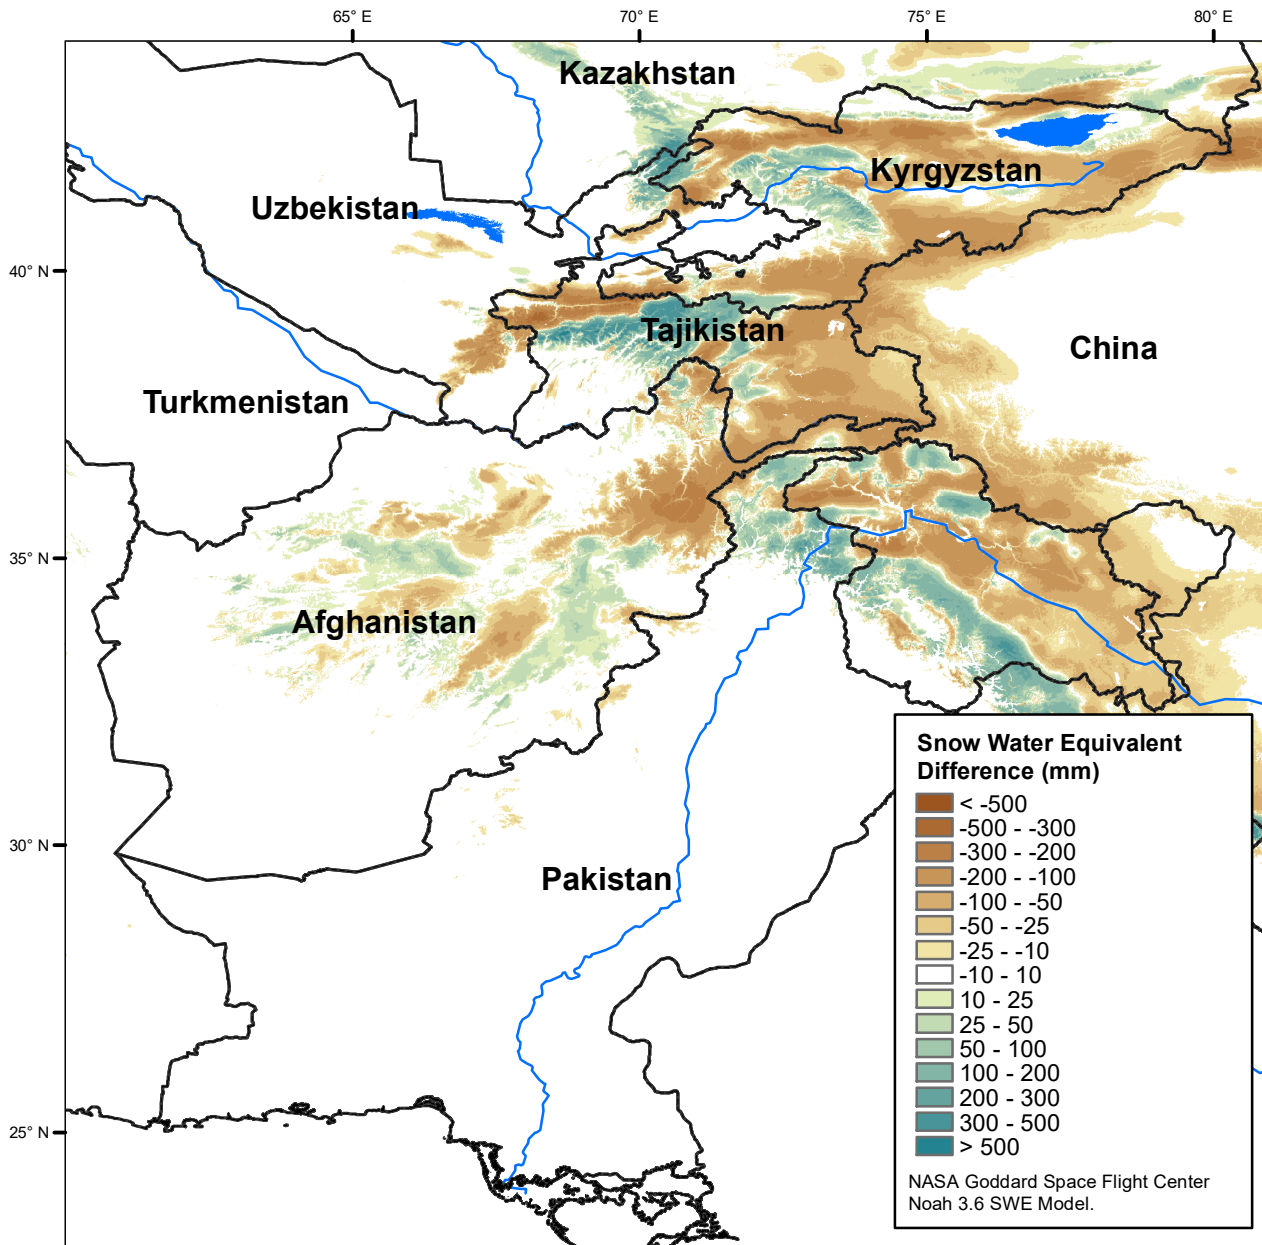 65° E
70° E
75° E
80° E
Kazakhstan
Kyrgyzstan
Uzbekistan
40° N
Tajikistan
China
Turkmenistan
35° N
Afghanistan
Snow Water Equivalent
Difference (mm)
< -500
-500 - -300
-300 - -200
-200 - -100
-100 - -50
-50 - -25
-25 - -10
-10 - 10
10 - 25
25 - 50
50 - 100
100 - 200
200 - 300
300 - 500
> 500
30° N
Pakistan
25° N
NASA Goddard Space Flight Center
Noah 3.6 SWE Model.